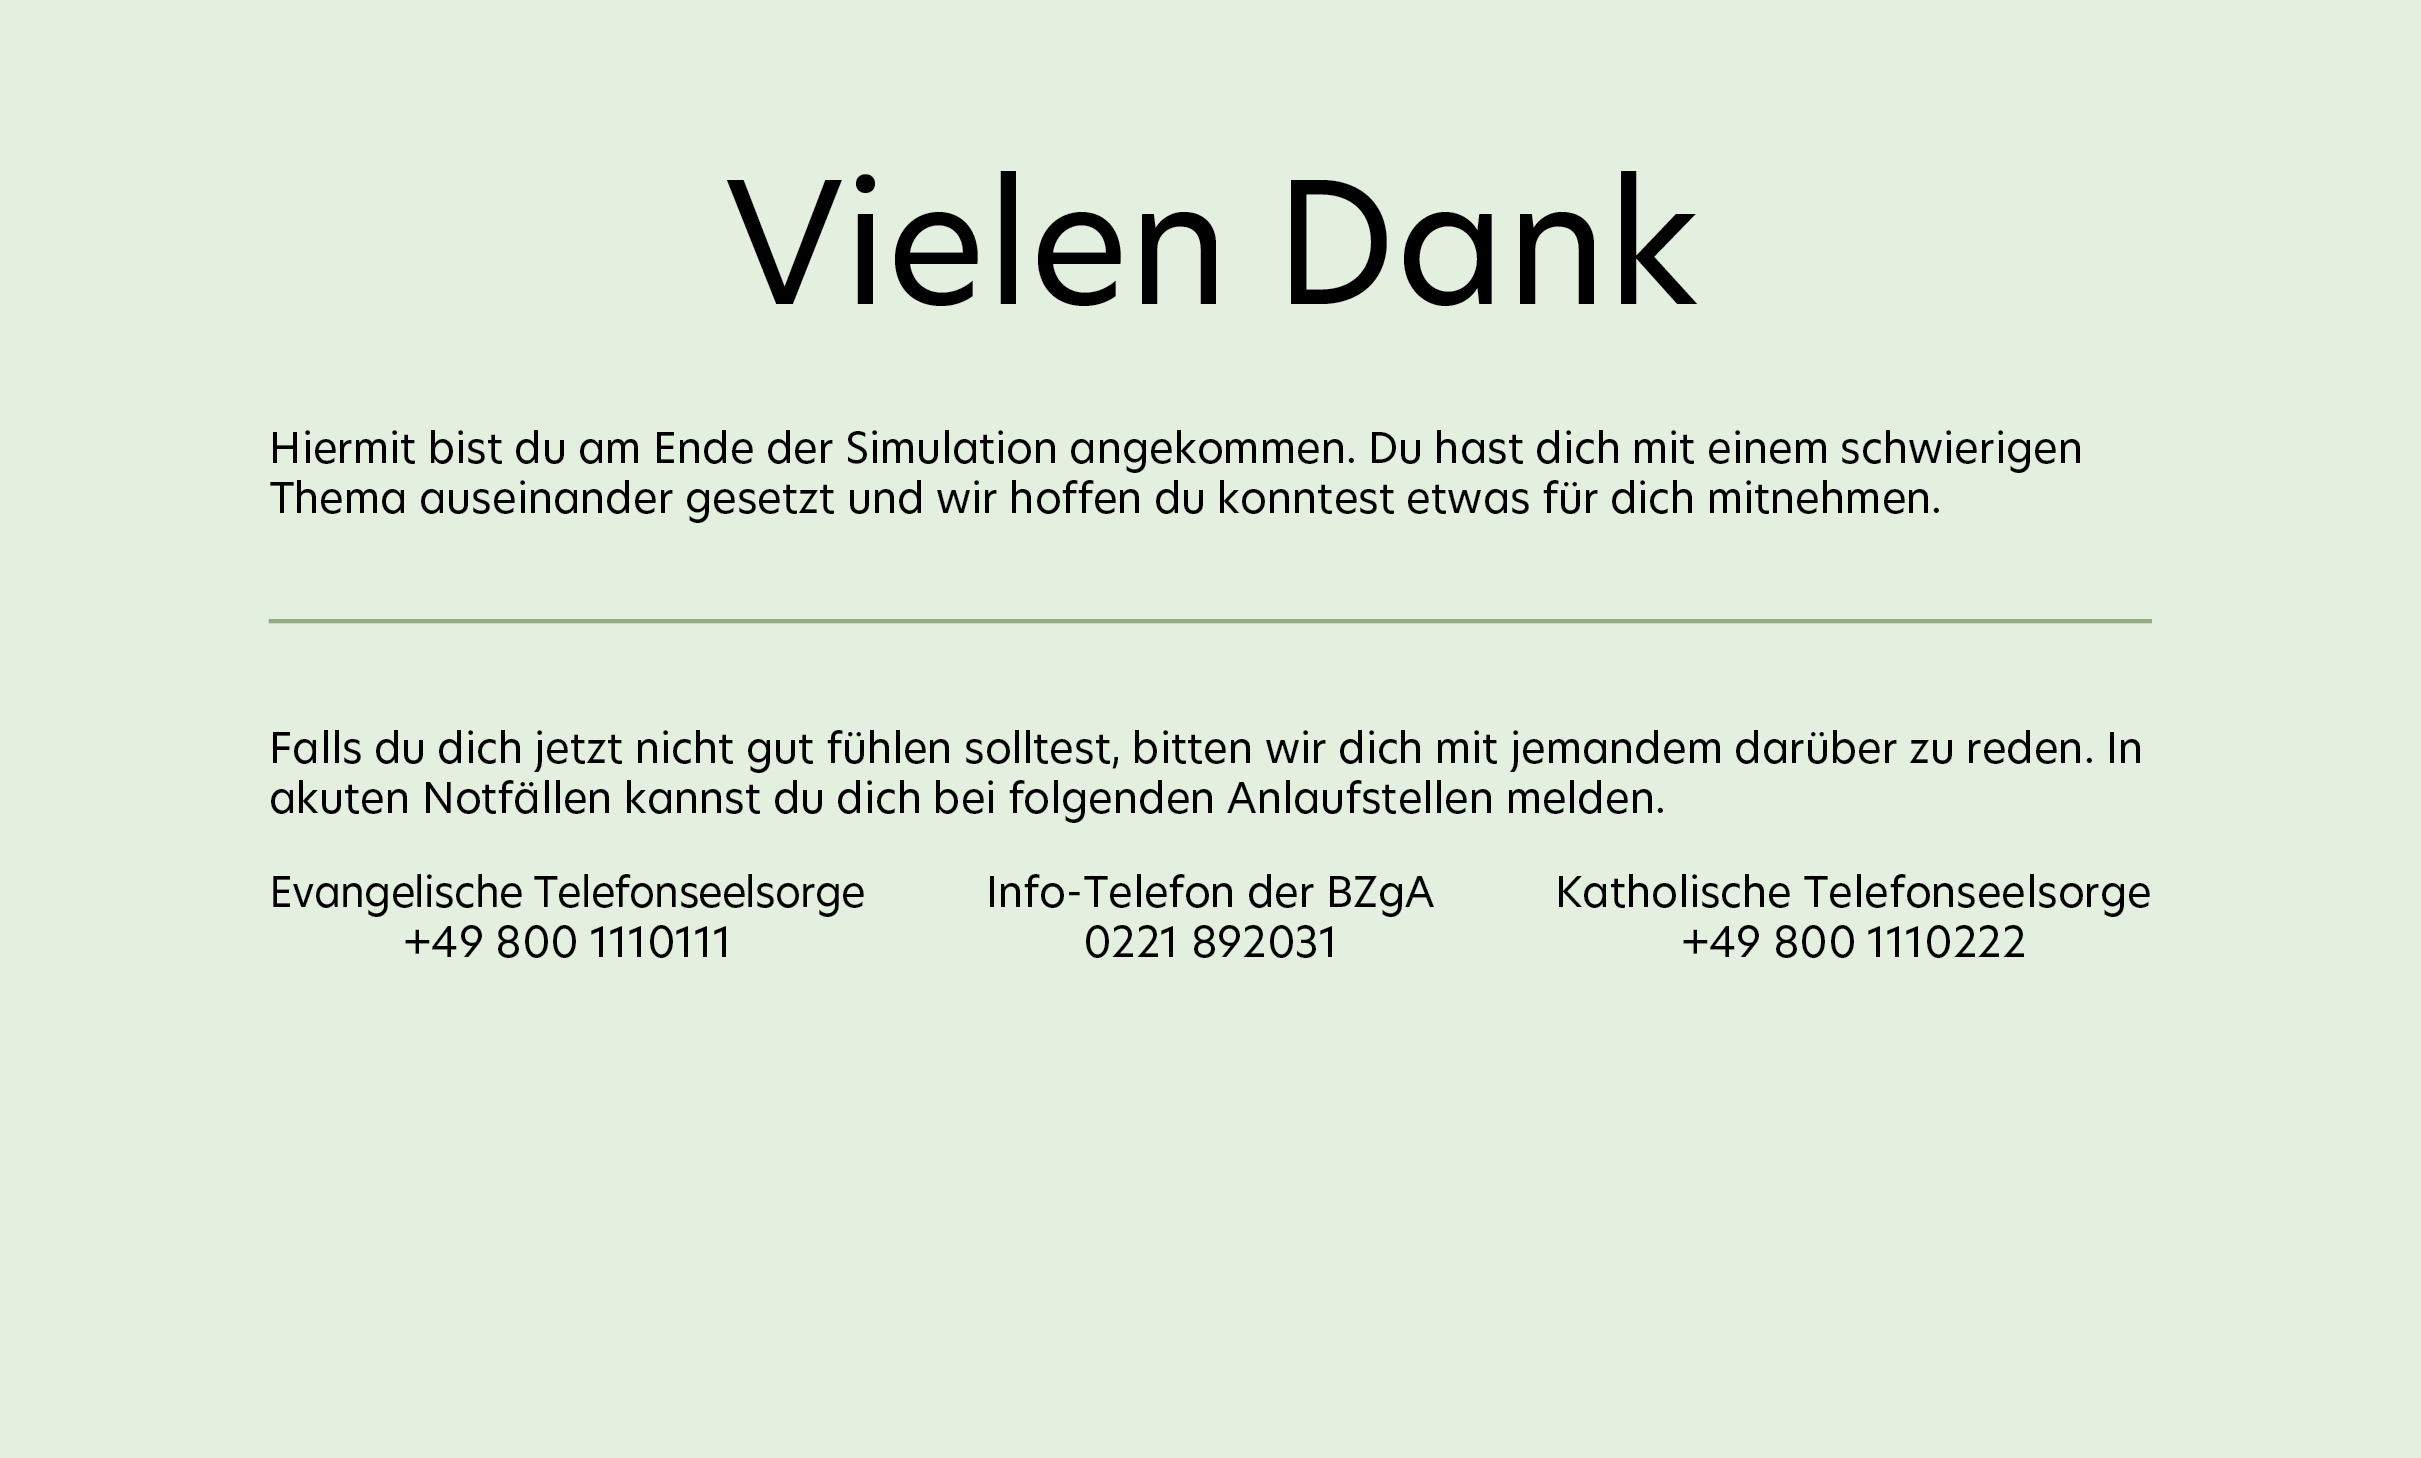 Vielen Dank
Hiermit bist du am Ende der Simulation angekommen. Du hast dich mit einem schwierigen
Thema auseinander gesetzt und wir hoffen du konntest etwas für dich mitnehmen.
Falls du dich jetzt nicht gut fühlen solltest, bitten wir dich mit jemandem darüber zu reden. In
akuten Notfällen kannst du dich bei folgenden Anlaufstellen melden.
Evangelische Telefonseelsorge
+49 800 1110111
Info-Telefon der BZgA
0221 892031
Katholische Telefonseelsorge
+49 800 1110222